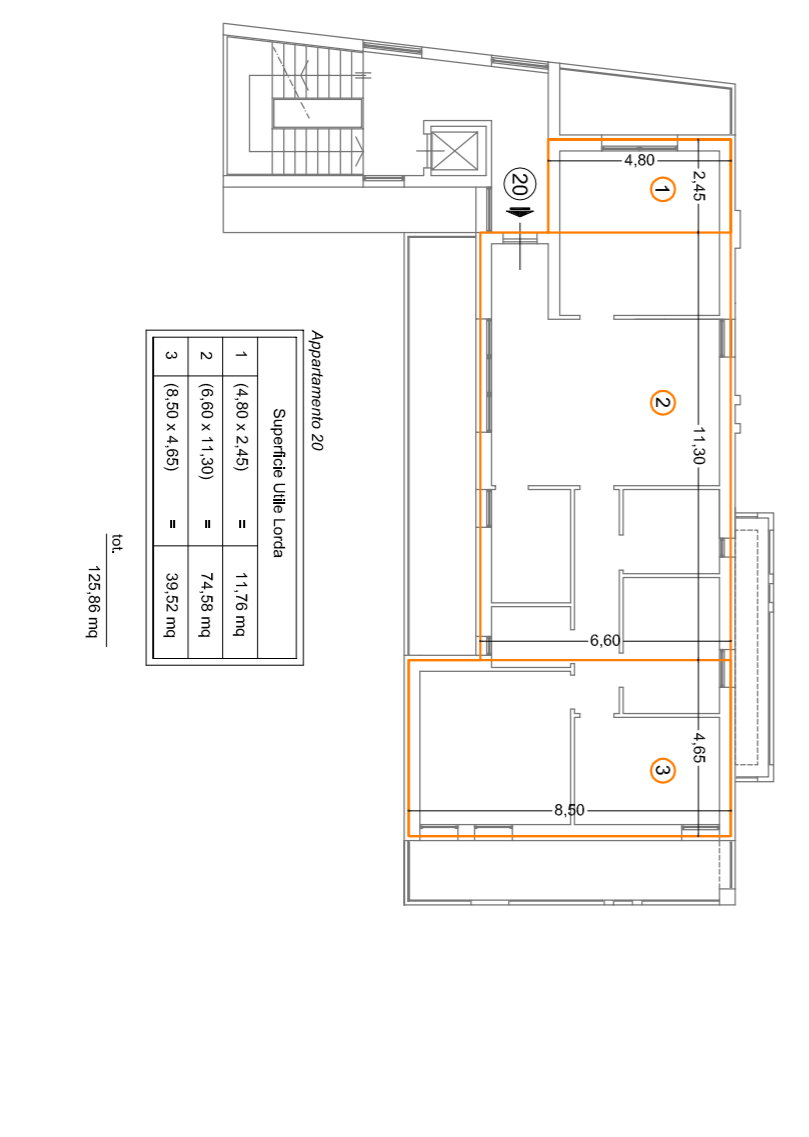 20
4,80
2,45
1
2
11,30
6,60
4,65
3
8,50
Appartamento 20
Superficie Utile Lorda
1 (4,80 x 2,45) = 11,76 mq
2 (6,60 x 11,30) = 74,58 mq
3 (8,50 x 4,65) = 39,52 mq
tot. 125,86 mq